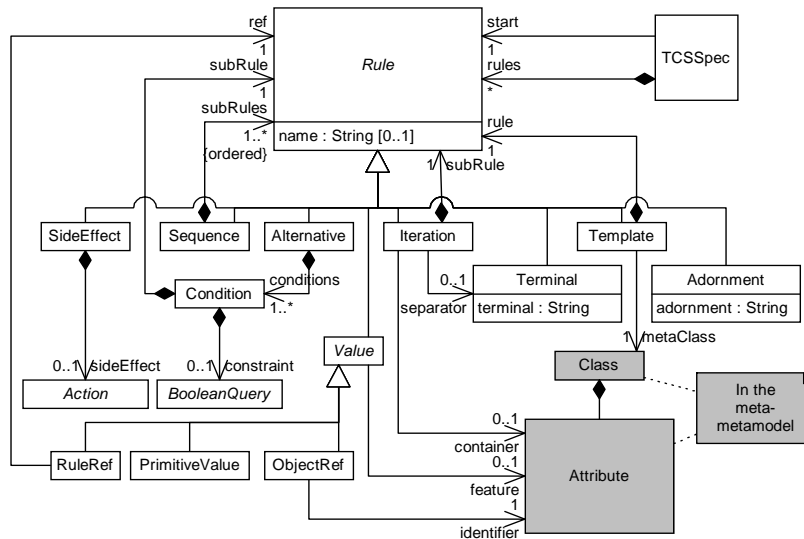 ref
start
1
1
subRule
Rule
rules
TCSSpec
1
*
subRules
rule
1..*
name : String [0..1]
1
{ordered}
1
subRule
SideEffect
Sequence
Alternative
Iteration
Template
conditions
0..1
Terminal
Adornment
Condition
1..*
separator
terminal : String
adornment : String
Value
1
metaClass
0..1
sideEffect
0..1
constraint
Class
Action
BooleanQuery
In the
meta-
metamodel
0..1
container
RuleRef
PrimitiveValue
ObjectRef
0..1
Attribute
feature
1
identifier